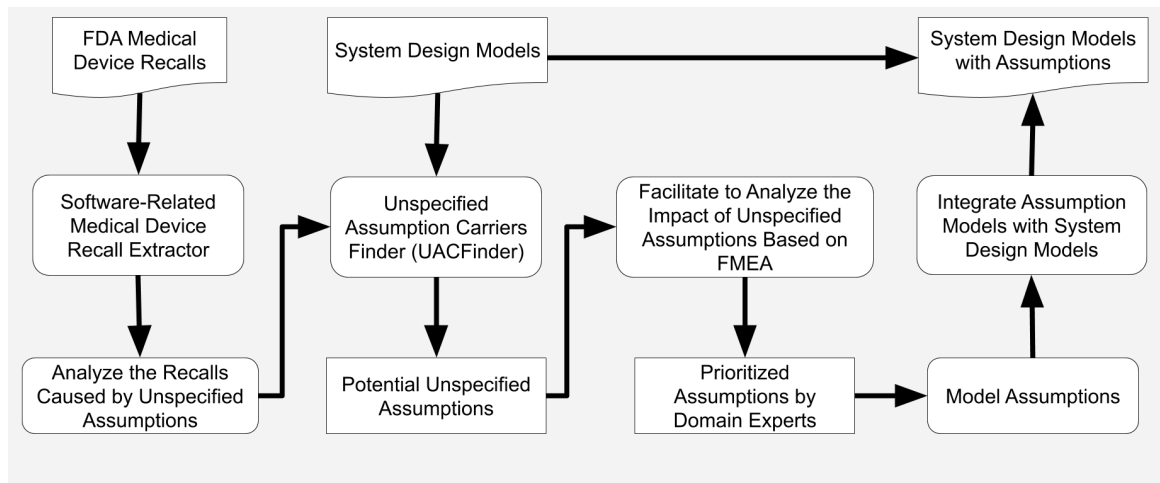 FDA Medical
Device Recalls
System Design Models
System Design Models
with Assumptions
Software-Related
Medical Device
Recall Extractor
Unspecified
Assumption Carriers
Finder (UACFinder)
Facilitate to Analyze the
Impact of Unspecified
Assumptions Based on
FMEA
Integrate Assumption
Models with System
Design Models
Analyze the Recalls
Caused by Unspecified
Assumptions
Potential Unspecified
Assumptions
Prioritized
Assumptions by
Domain Experts
Model Assumptions